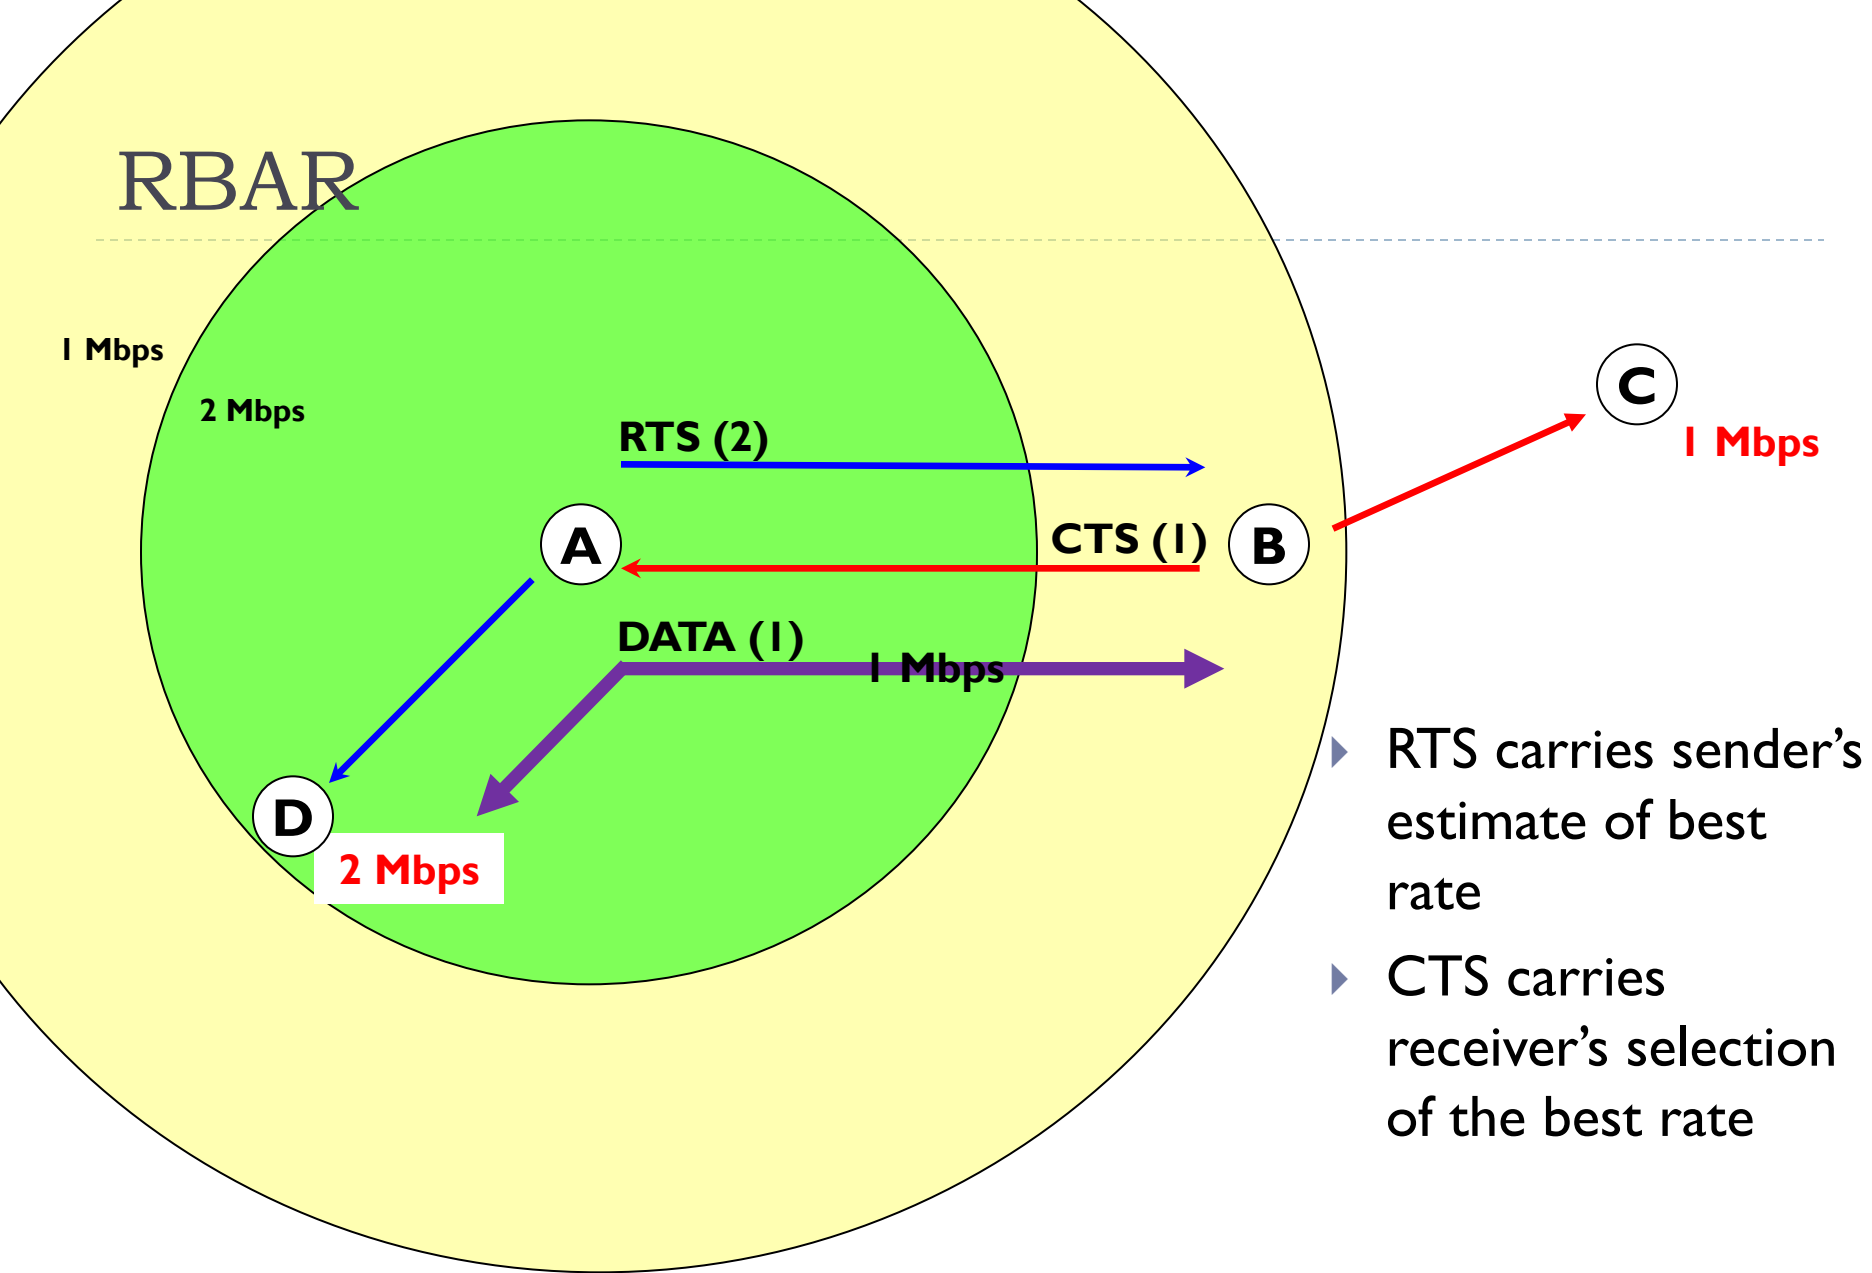 RBAR
1 Mbps
2 Mbps
RTS (2)
C
1 Mbps
A
CTS (1)
B
DATA (1)
1 Mbps
D
2 Mbps
RTS carries sender’s
estimate of best
rate
CTS carries
receiver’s selection
of the best rate